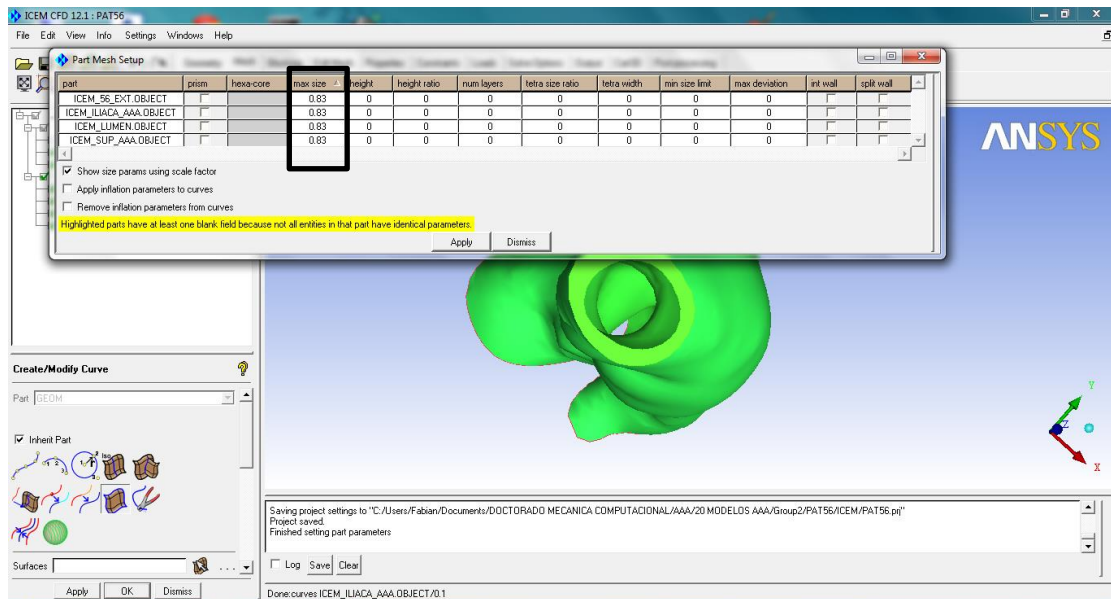 ICEM CFD 12.1 : PAT56
File Edit View Info Settings Windows Help
Part Mesh Setup
part prism hexa-core max size height height ratio num layers tetra size ratio tetra width min size limit max deviation int wall split wall
ICEM_56_EXT.OBJECT 0.83 0 0 0 0 0 0 0
ICEM_ILIACA_AAA.OBJECT 0.83 0 0 0 0 0 0 0
ICEM_LUMEN.OBJECT 0.83 0 0 0 0 0 0 0
ICEM_SUP_AAA.OBJECT 0.83 0 0 0 0 0 0 0
Show size params using scale factor
Apply inflation parameters to curves
Remove inflation parameters from curves
Highlighted parts have at least one blank field because not all entities in that part have identical parameters.
Apply Dismiss
ANSYS
Create/Modify Curve
Part GEOM
Inherit Part
Y
Z
X
Saving project settings to "C:/Users/Fabian/Documents/DOCTORADO MECANICA COMPUTACIONAL/AAA/20 MODELOS AAA/Group2/PAT56/ICEM/PAT56.prj"
Project saved.
Finished setting part parameters
Surfaces ...
Log Save Clear
Apply OK Dismiss
Done:curves ICEM_ILIACA_AAA.OBJECT/0.1